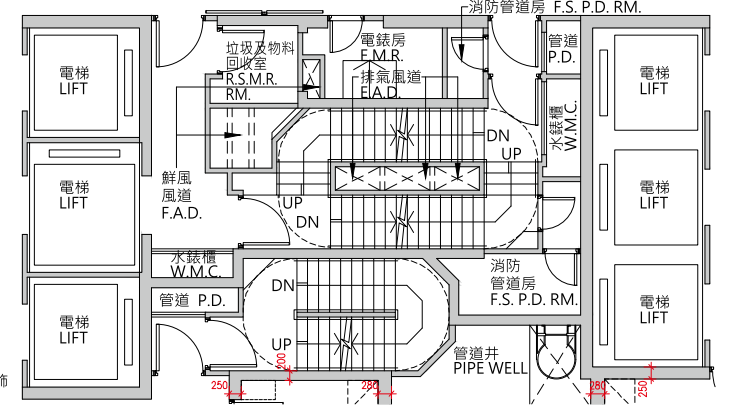 消防管道房 F.S. P.D. RM.
垃圾及物料
回收室
R.S.M.R.
RM.
電錶房
E.M.R.
管道
P.D.
排氣風道
E.A.D.
電梯
LIFT
電梯
LIFT
水錶櫃
W.M.C.
DN
UP
鮮風
風道
F.A.D.
電梯
LIFT
電梯
LIFT
UP
DN
水錶櫃
W.M.C.
消防
管道房
F.S. P.D. RM.
DN
管道 P.D.
電梯
LIFT
電梯
LIFT
UP
管道井
PIPE WELL
200
250
280
280
250
飾